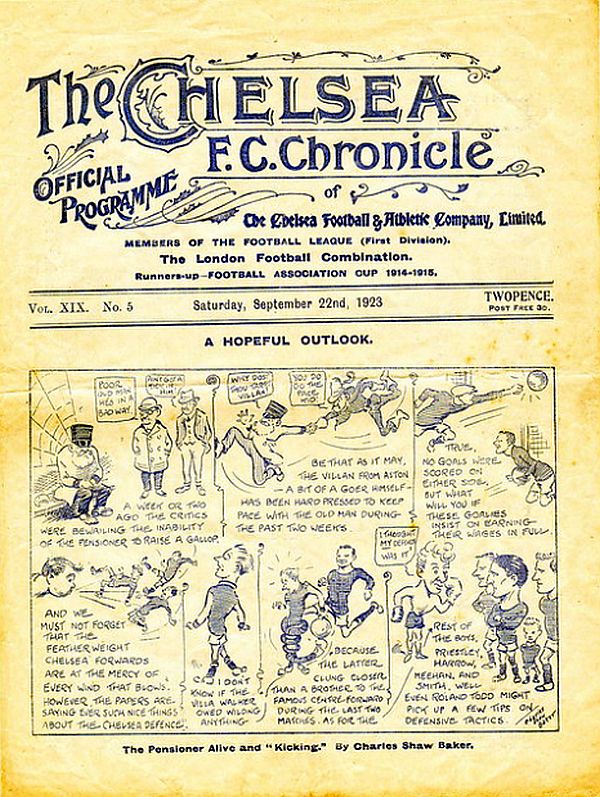 The CHELSEA
F.C. Chronicle
OFFICIAL
PROGRAMME
of
The Chelsea Football & Athletic Company, Limited.
MEMBERS OF THE FOOTBALL LEAGUE (First Division).
The London Football Combination.
Runners-up—FOOTBALL ASSOCIATION CUP 1914-1915.
VOL. XIX. No. 5
Saturday, September 22nd, 1923
TWOPENCE.
POST FREE 3D.
A HOPEFUL OUTLOOK.
POOR
OLD MAN
HE'S IN A
BAD WAY.
AIN'T GOT A
KICK IN
HIM
A WEEK OR TWO
AGO THE CRITICS
WERE BEWAILING THE INABILITY
OF THE PENSIONER TO RAISE A GALLOP.
WHY DOST
THOU TARRY
VILLAN
YOU DO
DO THE
PACE
BE THAT AS IT MAY,
THE VILLAN FROM ASTON
— A BIT OF A GOER HIMSELF —
HAS BEEN HARD PRESSED TO KEEP
PACE WITH THE OLD MAN DURING
THE PAST TWO WEEKS.
TRUE,
NO GOALS WERE
SCORED ON
EITHER SIDE,
BUT WHAT
WILL YOU IF
THESE GOALIES
INSIST ON EARNING
THEIR WAGES IN FULL.
AND WE
MUST NOT FORGET
THAT THE
FEATHERWEIGHT
CHELSEA FORWARDS
ARE AT THE MERCY OF
EVERY WIND THAT BLOWS.
HOWEVER, THE PAPERS ARE
SAYING EVER SUCH NICE THINGS
ABOUT THE CHELSEA DEFENCE.
I DON'T
KNOW IF THE
VILLA WALKER
OWED WILDING
ANYTHING
BECAUSE
THE LATTER
CLUNG CLOSER
THAN A BROTHER TO THE
FAMOUS CENTRE-FORWARD
DURING THE LAST TWO
MATCHES. AS FOR THE
I THOUGHT
MY DEFENCE
WAS IT
REST OF
THE BOYS,
PRIESTLEY,
HARROW,
MEEHAN, AND
SMITH, WELL
EVEN ROLAND TODD MIGHT
PICK UP A FEW TIPS ON
DEFENSIVE TACTICS.
The Pensioner Alive and "Kicking." By Charles Shaw Baker.